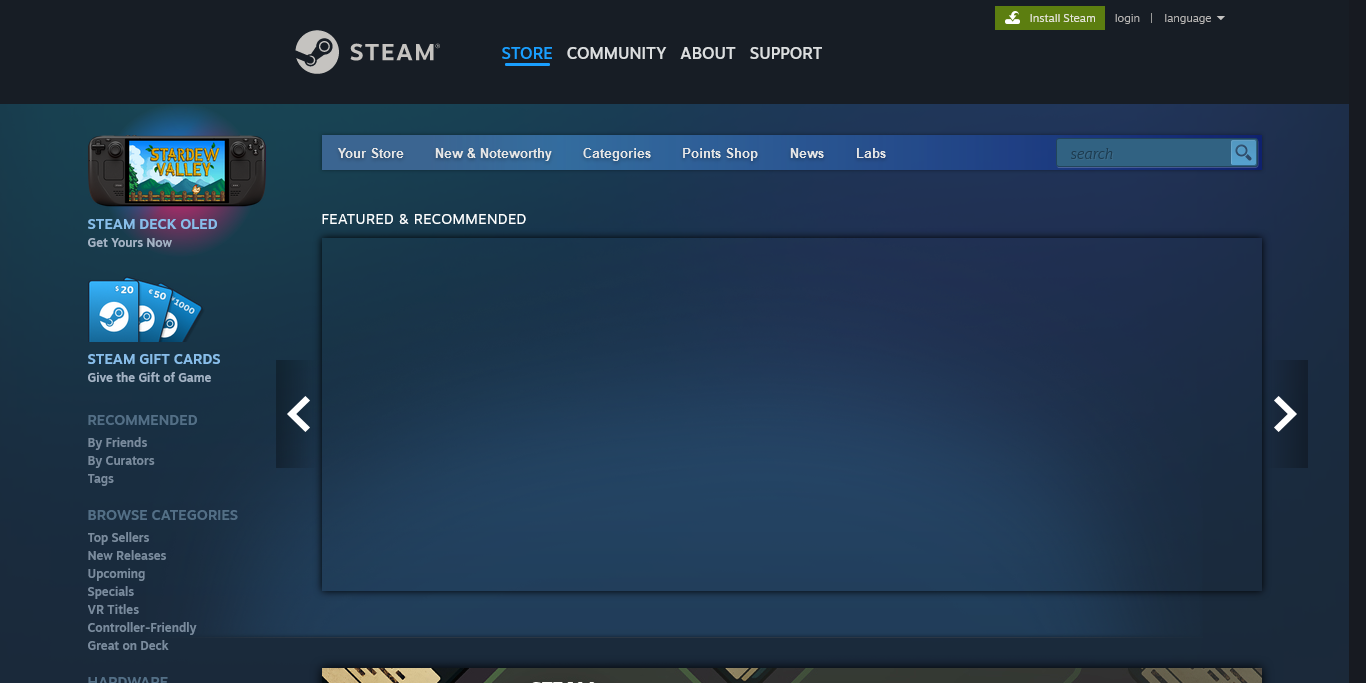 Install Steam login | language
STEAM®
STORE COMMUNITY ABOUT SUPPORT
Your Store New & Noteworthy Categories Points Shop News Labs search
STARDEW
VALLEY
STEAM DECK OLED
Get Yours Now
FEATURED & RECOMMENDED
$20 €50 1000
STEAM GIFT CARDS
Give the Gift of Game
RECOMMENDED
By Friends
By Curators
Tags
BROWSE CATEGORIES
Top Sellers
New Releases
Upcoming
Specials
VR Titles
Controller-Friendly
Great on Deck
HARDWARE
STEAM